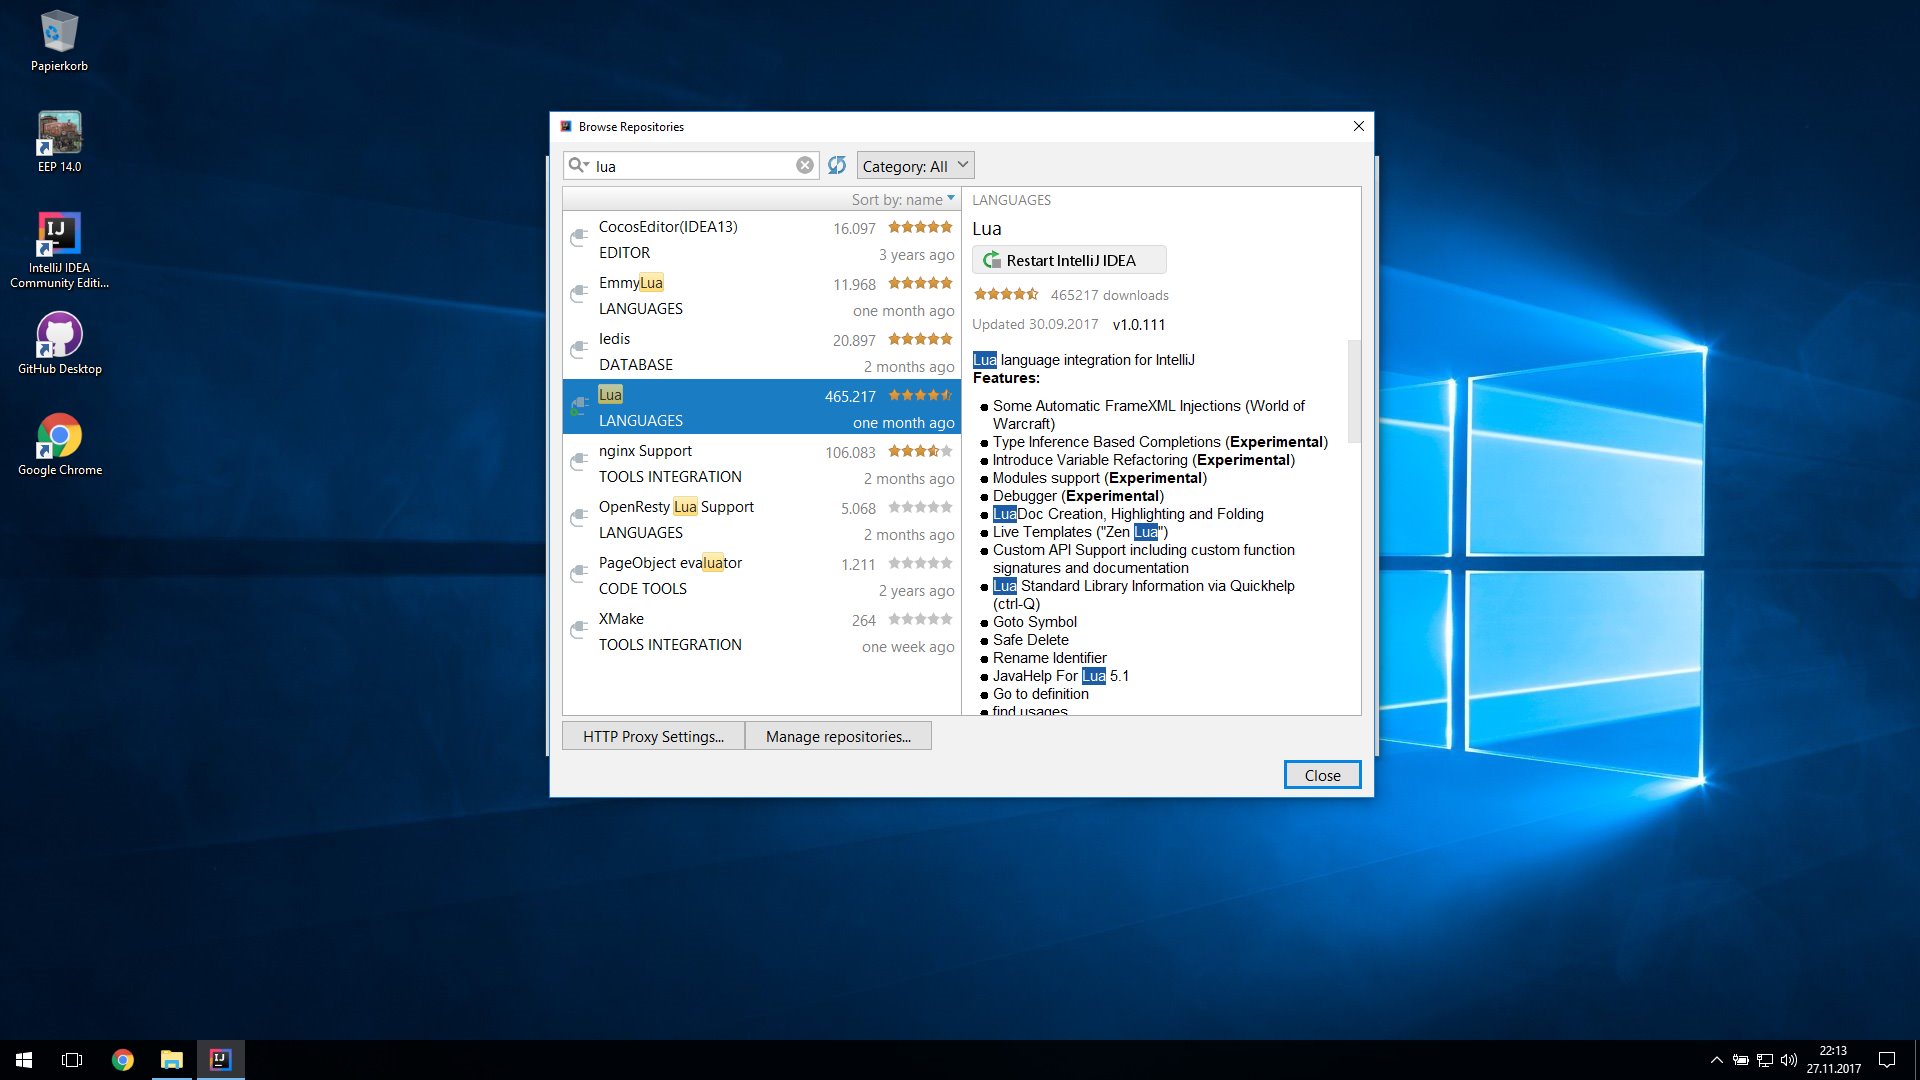 Papierkorb
EEP 14.0
IJ
IntelliJ IDEA
Community Editi...
GitHub Desktop
Google Chrome
Browse Repositories
lua
Category: All
Sort by: name
CocosEditor(IDEA13) 16.097
EDITOR 3 years ago
EmmyLua 11.968
LANGUAGES one month ago
Iedis 20.897
DATABASE 2 months ago
Lua 465.217
LANGUAGES one month ago
nginx Support 106.083
TOOLS INTEGRATION 2 months ago
OpenResty Lua Support 5.068
LANGUAGES 2 months ago
PageObject evaluator 1.211
CODE TOOLS 2 years ago
XMake 264
TOOLS INTEGRATION one week ago
LANGUAGES
Lua
Restart IntelliJ IDEA
465217 downloads
Updated 30.09.2017 v1.0.111
Lua language integration for IntelliJ
Features:
Some Automatic FrameXML Injections (World of
Warcraft)
Type Inference Based Completions (Experimental)
Introduce Variable Refactoring (Experimental)
Modules support (Experimental)
Debugger (Experimental)
LuaDoc Creation, Highlighting and Folding
Live Templates ("Zen Lua")
Custom API Support including custom function
signatures and documentation
Lua Standard Library Information via Quickhelp
(ctrl-Q)
Goto Symbol
Safe Delete
Rename Identifier
JavaHelp For Lua 5.1
Go to definition
find usages
HTTP Proxy Settings...
Manage repositories...
Close
IJ
22:13
27.11.2017